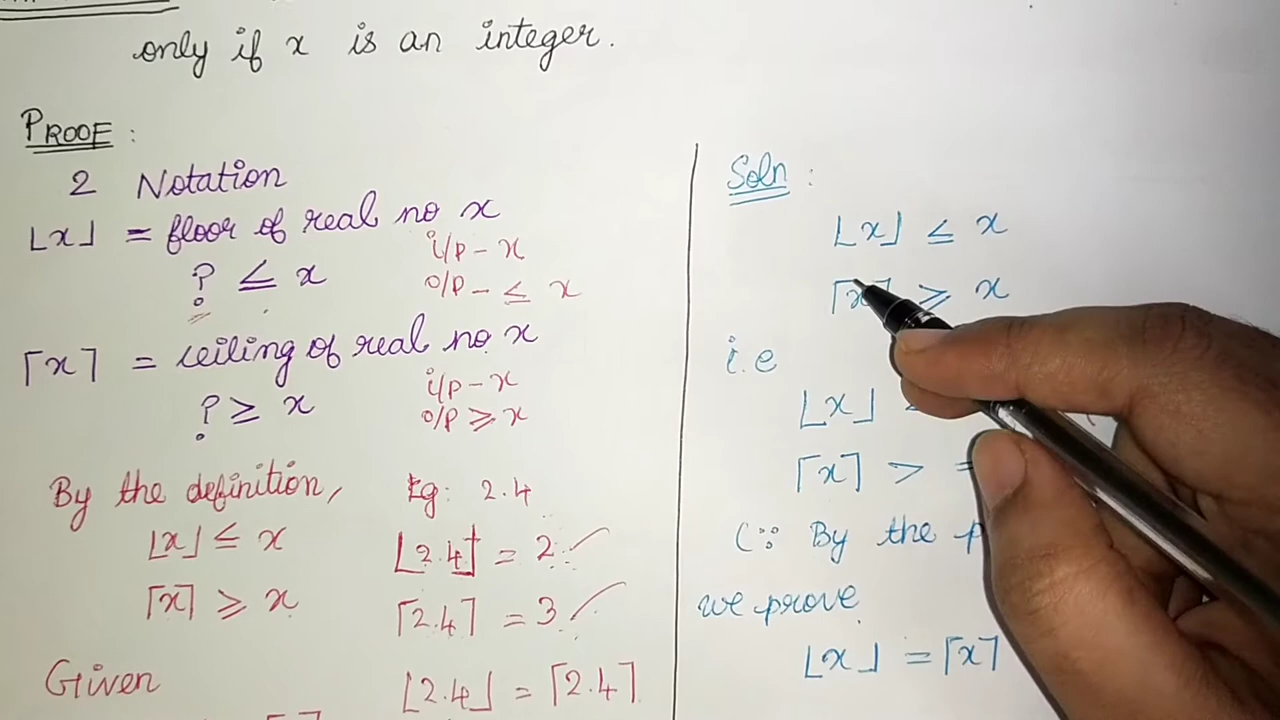 only if x is an integer.
PROOF :
2 Notation
⌊x⌋ = floor of real no x
i/p - x
? ≤ x
o/p - ≤ x
⌈x⌉ = ceiling of real no x
i/p - x
? ≥ x
o/p ≥ x
By the definition,
Eg: 2.4
⌊x⌋ ≤ x
⌊2.4⌋ = 2
⌈x⌉ ≥ x
⌈2.4⌉ = 3
Given
⌊2.4⌋ = ⌈2.4⌉
Soln :
⌊x⌋ ≤ x
⌈x⌉ ≥ x
i.e
⌊x⌋
⌈x⌉ > =
(∵ By the
we prove
⌊x⌋ = ⌈x⌉